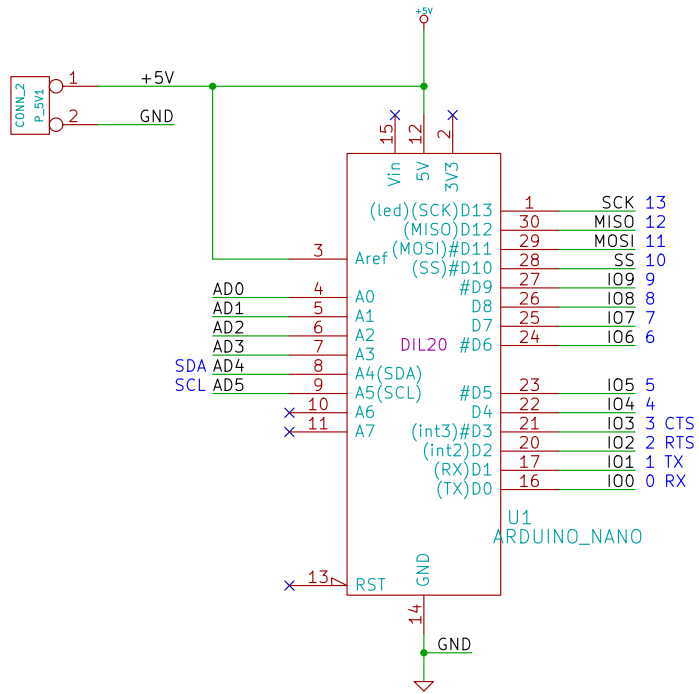 +5V
CONN_2
P_5V1
1
+5V
2
GND
15
12
2
Vin
5V
3V3
3
Aref
AD0 4 A0
AD1 5 A1
AD2 6 A2
AD3 7 A3
SDA AD4 8 A4(SDA)
SCL AD5 9 A5(SCL)
10 A6
11 A7
13 RST
DIL20
(led)(SCK)D13 1 SCK 13
(MISO)D12 30 MISO 12
(MOSI)#D11 29 MOSI 11
(SS)#D10 28 SS 10
#D9 27 IO9 9
D8 26 IO8 8
D7 25 IO7 7
#D6 24 IO6 6
#D5 23 IO5 5
D4 22 IO4 4
(int3)#D3 21 IO3 3 CTS
(int2)D2 20 IO2 2 RTS
(RX)D1 17 IO1 1 TX
(TX)D0 16 IO0 0 RX
U1
ARDUINO_NANO
GND
14
GND